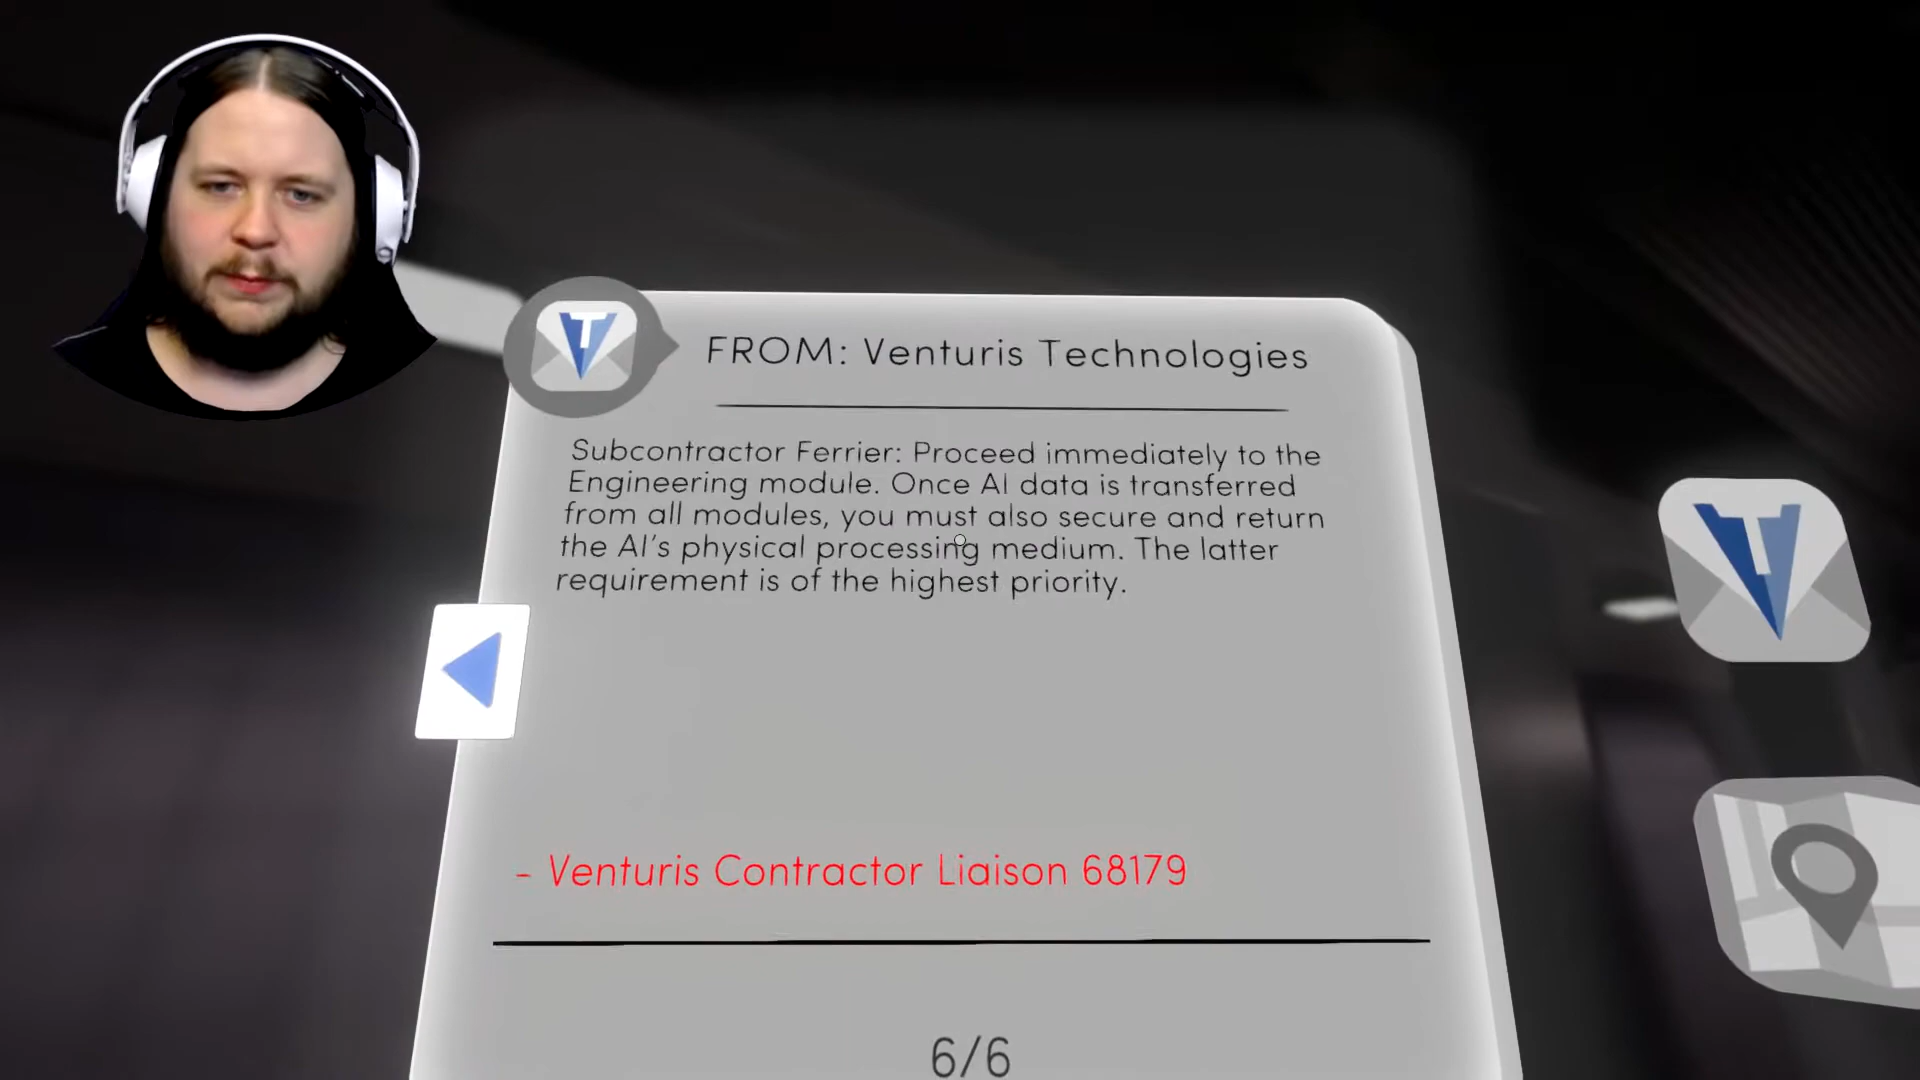 FROM: Venturis Technologies
Subcontractor Ferrier: Proceed immediately to the
Engineering module. Once AI data is transferred
from all modules, you must also secure and return
the AI's physical processing medium. The latter
requirement is of the highest priority.
- Venturis Contractor Liaison 68179
6/6